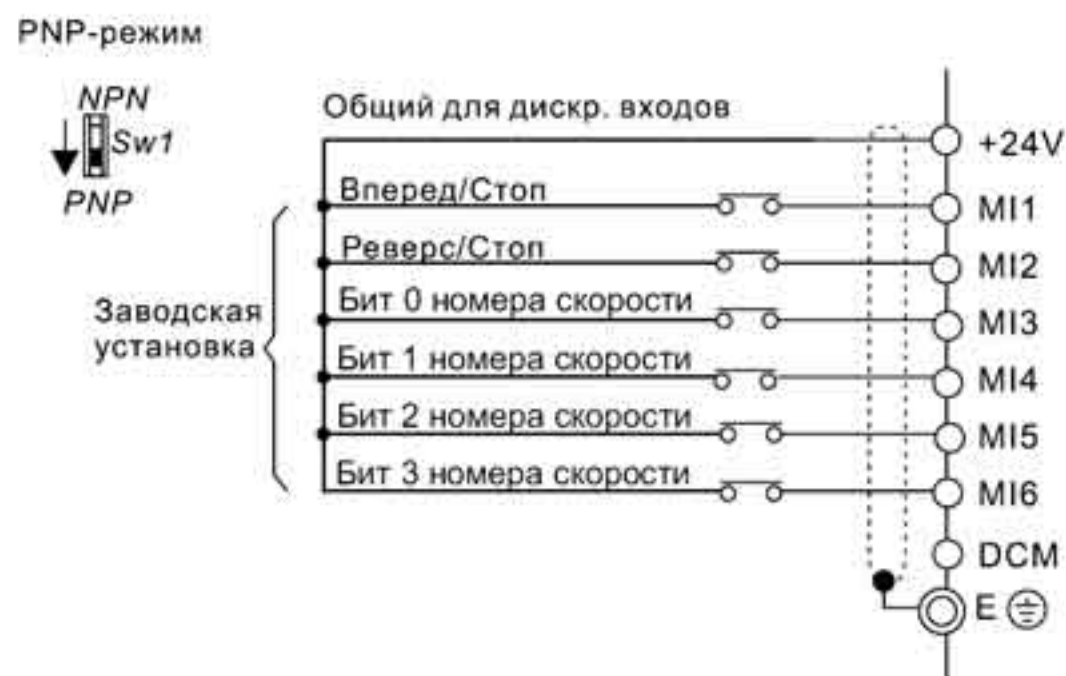 PNP-режим
NPN
Sw1
PNP
Общий для дискр. входов
+24V
Вперед/Стоп
MI1
Реверс/Стоп
MI2
Бит 0 номера скорости
MI3
Заводская
установка
Бит 1 номера скорости
MI4
Бит 2 номера скорости
MI5
Бит 3 номера скорости
MI6
DCM
E